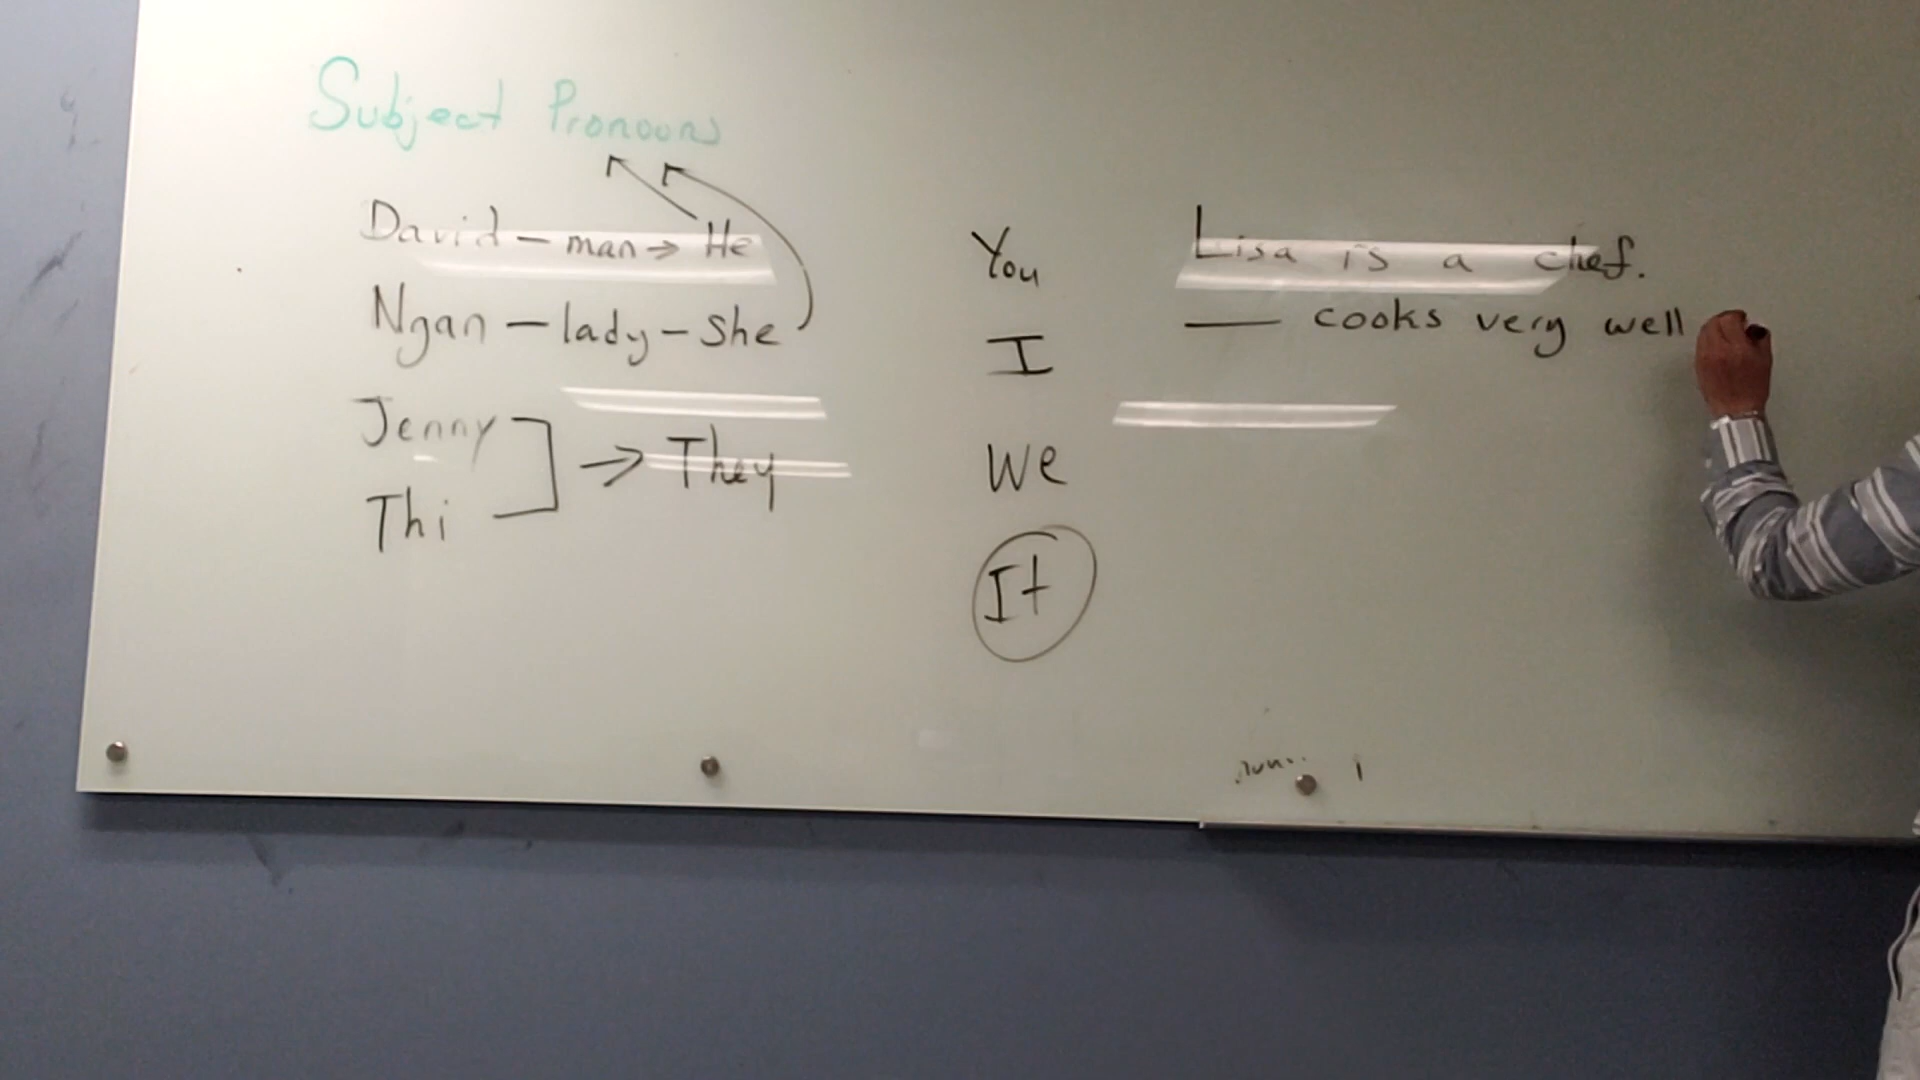 Subject Pronouns
David – man → He
Ngan – lady – she
Jenny
Thi
→ They
You
I
We
It
Lisa is a chef.
___ cooks very well